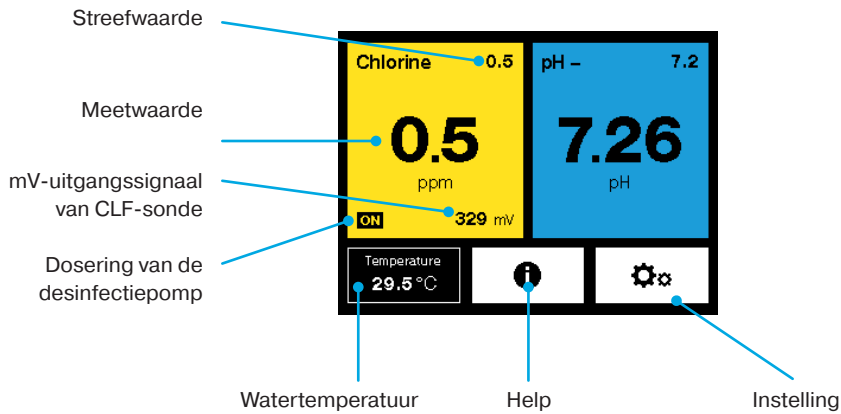 Streefwaarde
Meetwaarde
mV-uitgangssignaal
van CLF-sonde
Dosering van de
desinfectiepomp
Chlorine 0.5
0.5
ppm
ON 329 mV
pH – 7.2
7.26
pH
Temperature
29.5°C
Watertemperatuur
Help
Instelling